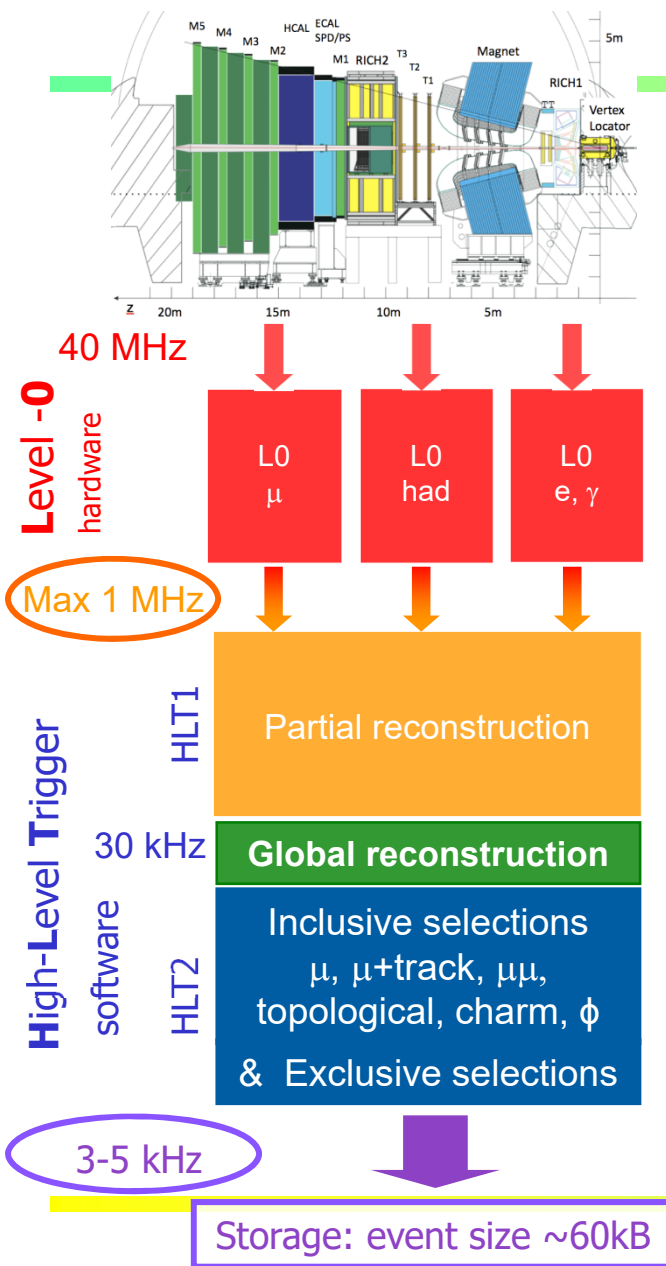 M5
M4
M3
M2
HCAL
ECAL
SPD/PS
M1
RICH2
T3
T2
T1
Magnet
RICH1
Vertex
Locator
5m
z
20m
15m
10m
5m
40 MHz
Level -0
hardware
L0
μ
L0
had
L0
e, γ
Max 1 MHz
High-Level Trigger
software
HLT1
Partial reconstruction
30 kHz
Global reconstruction
HLT2
Inclusive selections
μ, μ+track, μμ,
topological, charm, ϕ
& Exclusive selections
3-5 kHz
Storage: event size ~60kB